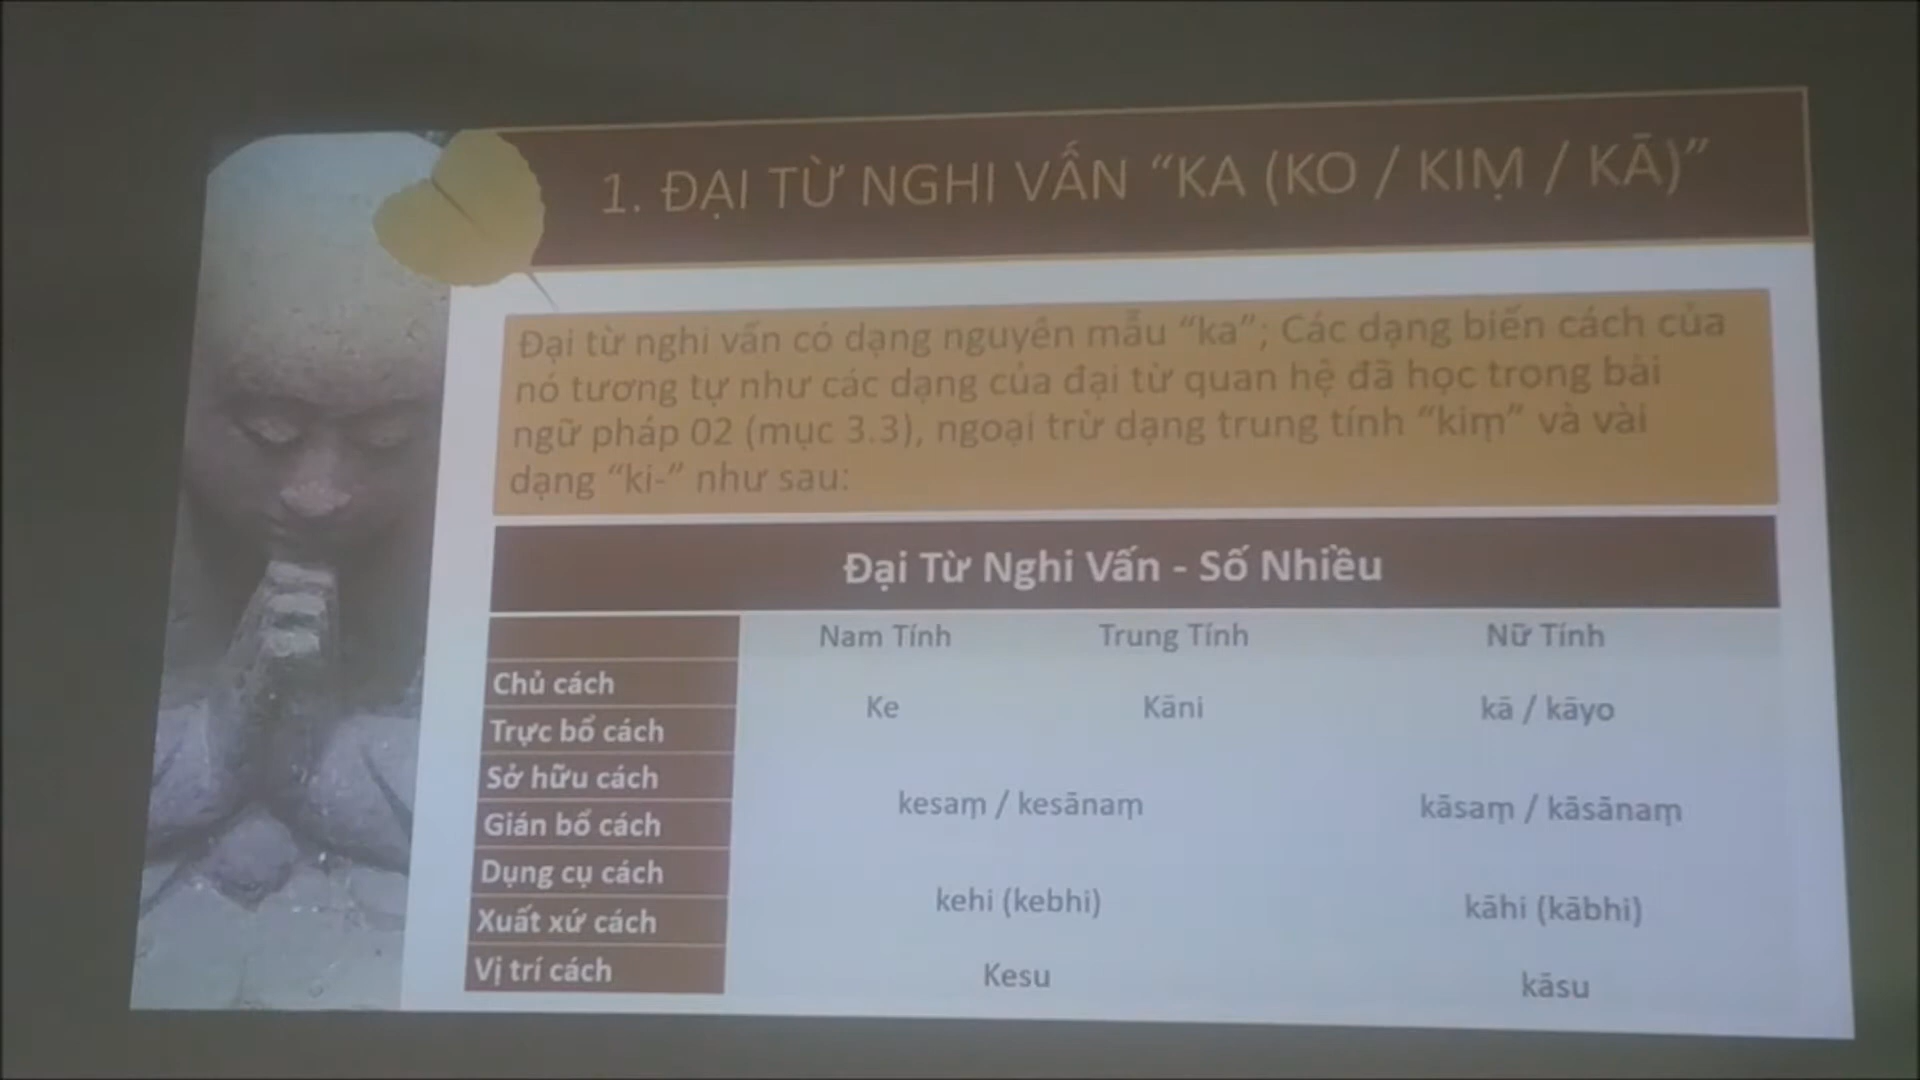 1. ĐẠI TỪ NGHI VẤN “KA (KO / KIṂ / KĀ)”
Đại từ nghi vấn có dạng nguyên mẫu “ka”; Các dạng biến cách của
nó tương tự như các dạng của đại từ quan hệ đã học trong bài
ngữ pháp 02 (mục 3.3), ngoại trừ dạng trung tính “kiṃ” và vài
dạng “ki-” như sau:
Đại Từ Nghi Vấn - Số Nhiều
Nam Tính Trung Tính Nữ Tính
Chủ cách
Ke Kāni kā / kāyo
Trực bổ cách
Sở hữu cách
kesaṃ / kesānaṃ kāsaṃ / kāsānaṃ
Gián bổ cách
Dụng cụ cách
kehi (kebhi) kāhi (kābhi)
Xuất xứ cách
Vị trí cách Kesu kāsu